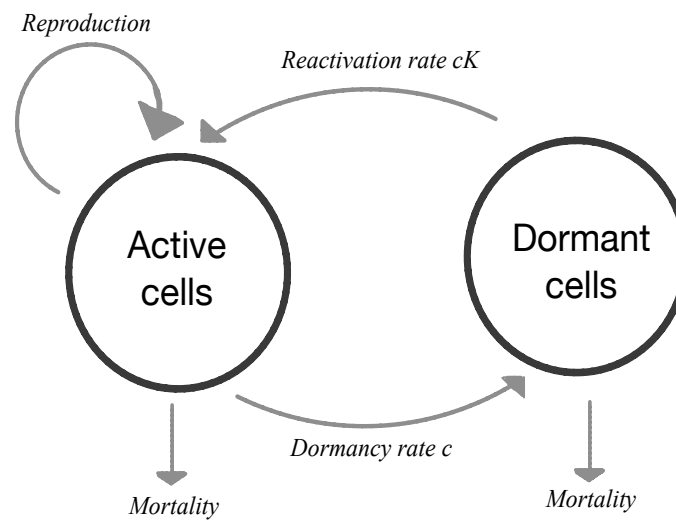 Reproduction
Reactivation rate cK
Active
cells
Dormant
cells
Dormancy rate c
Mortality
Mortality